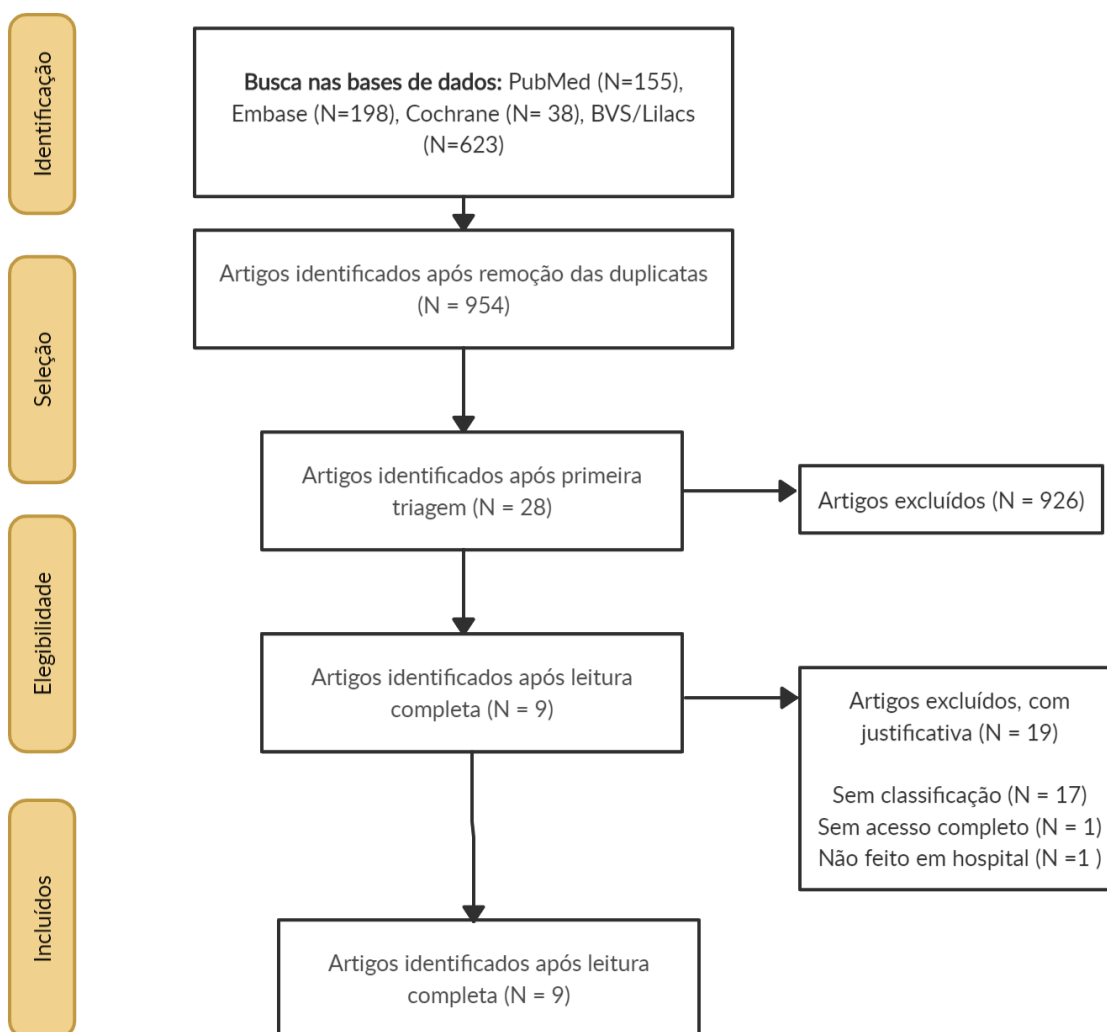 Identificação
Busca nas bases de dados: PubMed (N=155),
Embase (N=198), Cochrane (N= 38), BVS/Lilacs
(N=623)
Seleção
Artigos identificados após remoção das duplicatas
(N = 954)
Artigos identificados após primeira
triagem (N = 28)
Artigos excluídos (N = 926)
Elegibilidade
Artigos identificados após leitura
completa (N = 9)
Artigos excluídos, com
justificativa (N = 19)
Sem classificação (N = 17)
Sem acesso completo (N = 1)
Não feito em hospital (N =1 )
Incluídos
Artigos identificados após leitura
completa (N = 9)